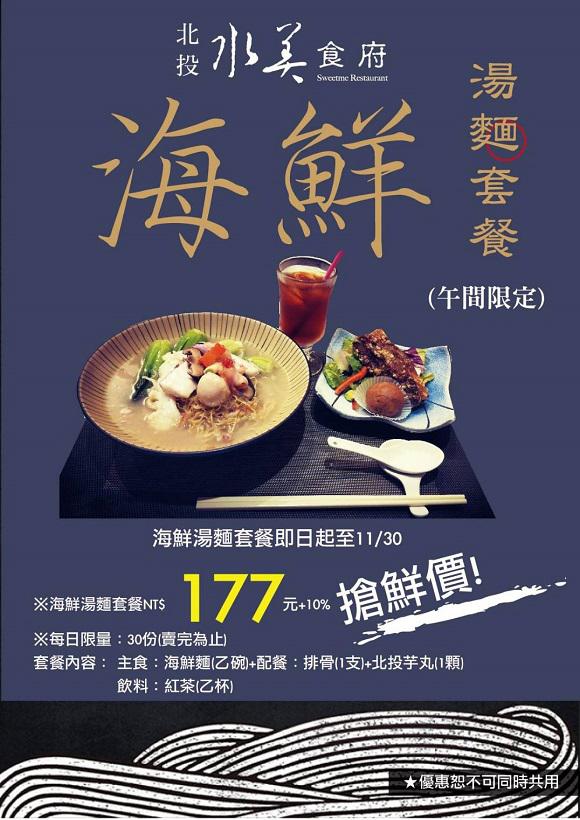 北投水美食府
Sweetme Restaurant
海鮮
湯麵套餐
(午間限定)
海鮮湯麵套餐即日起至11/30
※海鮮湯麵套餐NT$ 177元+10% 搶鮮價!
※每日限量：30份(賣完為止)
套餐內容： 主食：海鮮麵(乙碗)+配餐：排骨(1支)+北投芋丸(1顆)
飲料：紅茶(乙杯)
★優惠恕不可同時共用